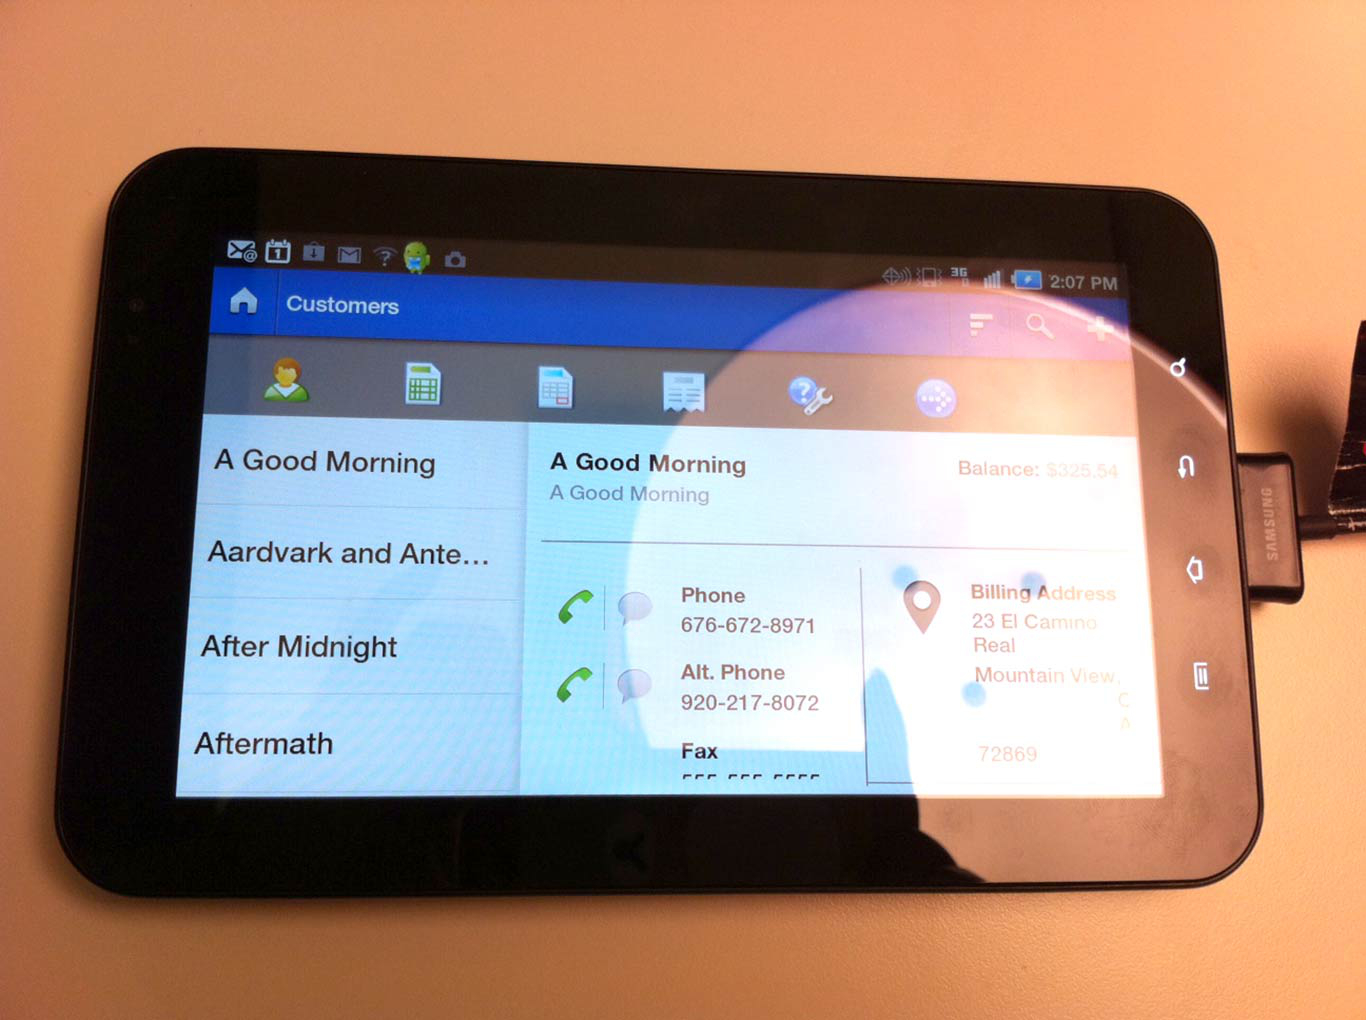 1
3G
2:07 PM
Customers
A Good Morning
Aardvark and Ante...
After Midnight
Aftermath
A Good Morning
A Good Morning
Balance: $325.54
Phone
676-672-8971
Alt. Phone
920-217-8072
Fax
Billing Address
23 El Camino
Real
Mountain View,
C
A
72869
SAMSUNG